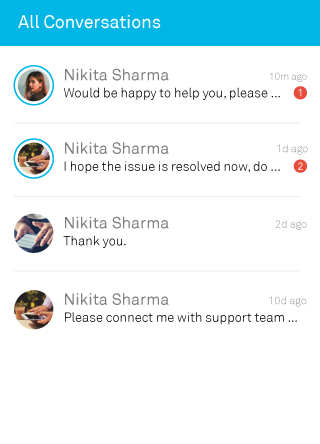 All Conversations
Nikita Sharma 10m ago
Would be happy to help you, please ... 1
Nikita Sharma 1d ago
I hope the issue is resolved now, do ... 2
Nikita Sharma 2d ago
Thank you.
Nikita Sharma 10d ago
Please connect me with support team ...